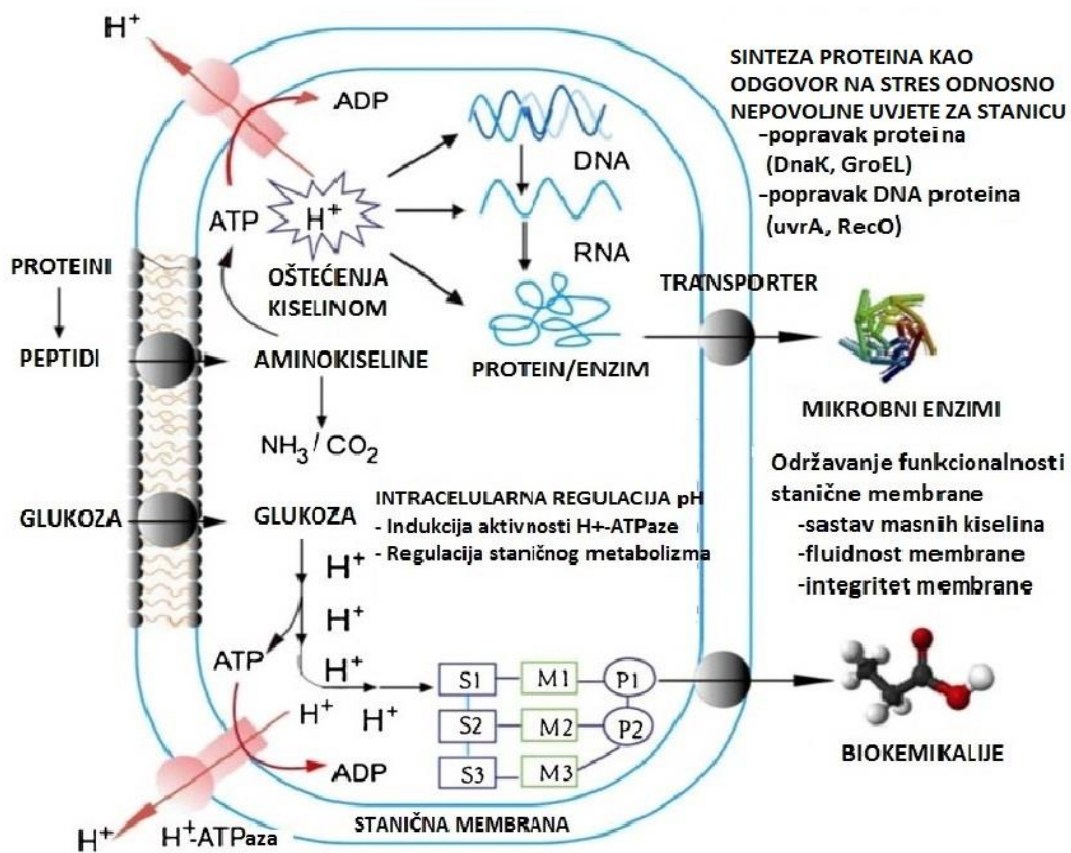 H+
ADP
SINTEZA PROTEINA KAO
ODGOVOR NA STRES ODNOSNO
NEPOVOLJNE UVJETE ZA STANICU
-popravak proteina
(DnaK, GroEL)
-popravak DNA proteina
(uvrA, RecO)
DNA
ATP
H+
OŠTEĆENJA
KISELINOM
RNA
PROTEINI
PEPTIDI
AMINOKISELINE
PROTEIN/ENZIM
TRANSPORTER
MIKROBNI ENZIMI
NH3/CO2
GLUKOZA
GLUKOZA
INTRACELULARNA REGULACIJA pH
- Indukcija aktivnosti H+-ATPaze
- Regulacija staničnog metabolizma
Održavanje funkcionalnosti
stanične membrane
-sastav masnih kiselina
-fluidnost membrane
-integritet membrane
H+
H+
ATP
H+
H+
H+
S1
M1
P1
S2
M2
P2
S3
M3
ADP
BIOKEMIKALIJE
H+
H+-ATPaza
STANIČNA MEMBRANA